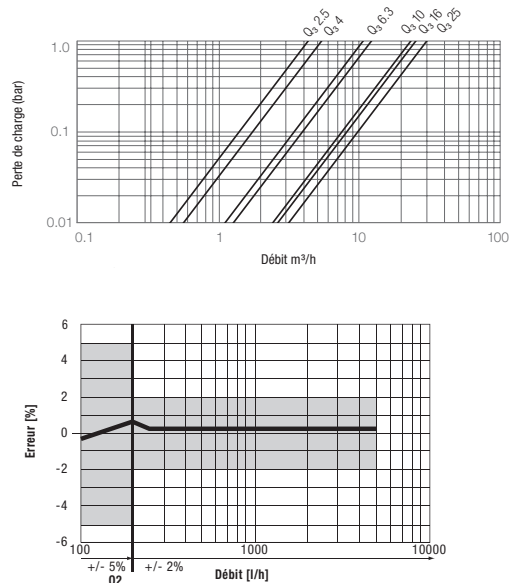 Q₃ 2.5
Q₃ 4
Q₃ 6.3
Q₃ 10
Q₃ 16
Q₃ 25
Perte de charge (bar)
1.0
0.1
0.01
0.1 1 10 100
Débit m³/h
Erreur [%]
6
4
2
0
-2
-4
-6
100 1000 10000
+/- 5% +/- 2%
Q2
Débit [l/h]